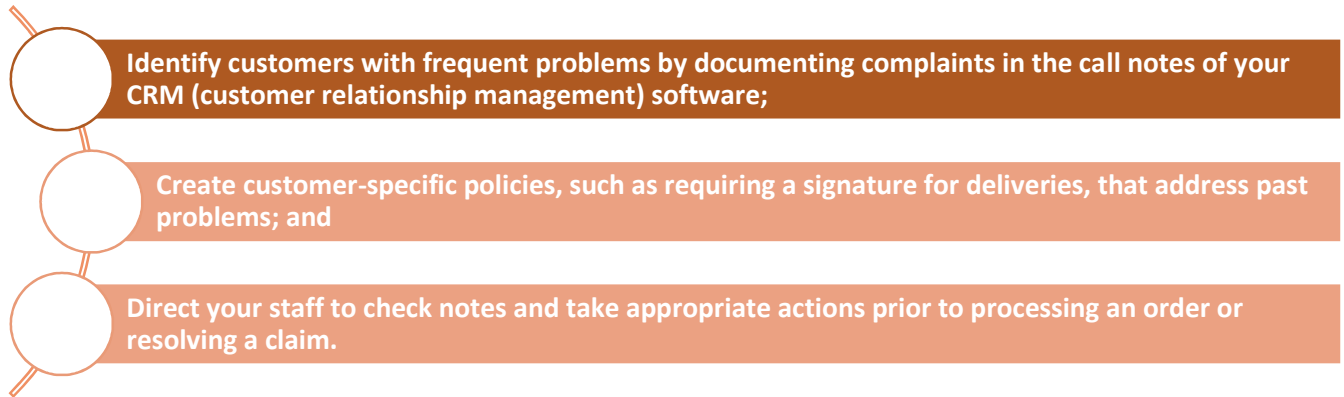 Identify customers with frequent problems by documenting complaints in the call notes of your
CRM (customer relationship management) software;
Create customer-specific policies, such as requiring a signature for deliveries, that address past
problems; and
Direct your staff to check notes and take appropriate actions prior to processing an order or
resolving a claim.